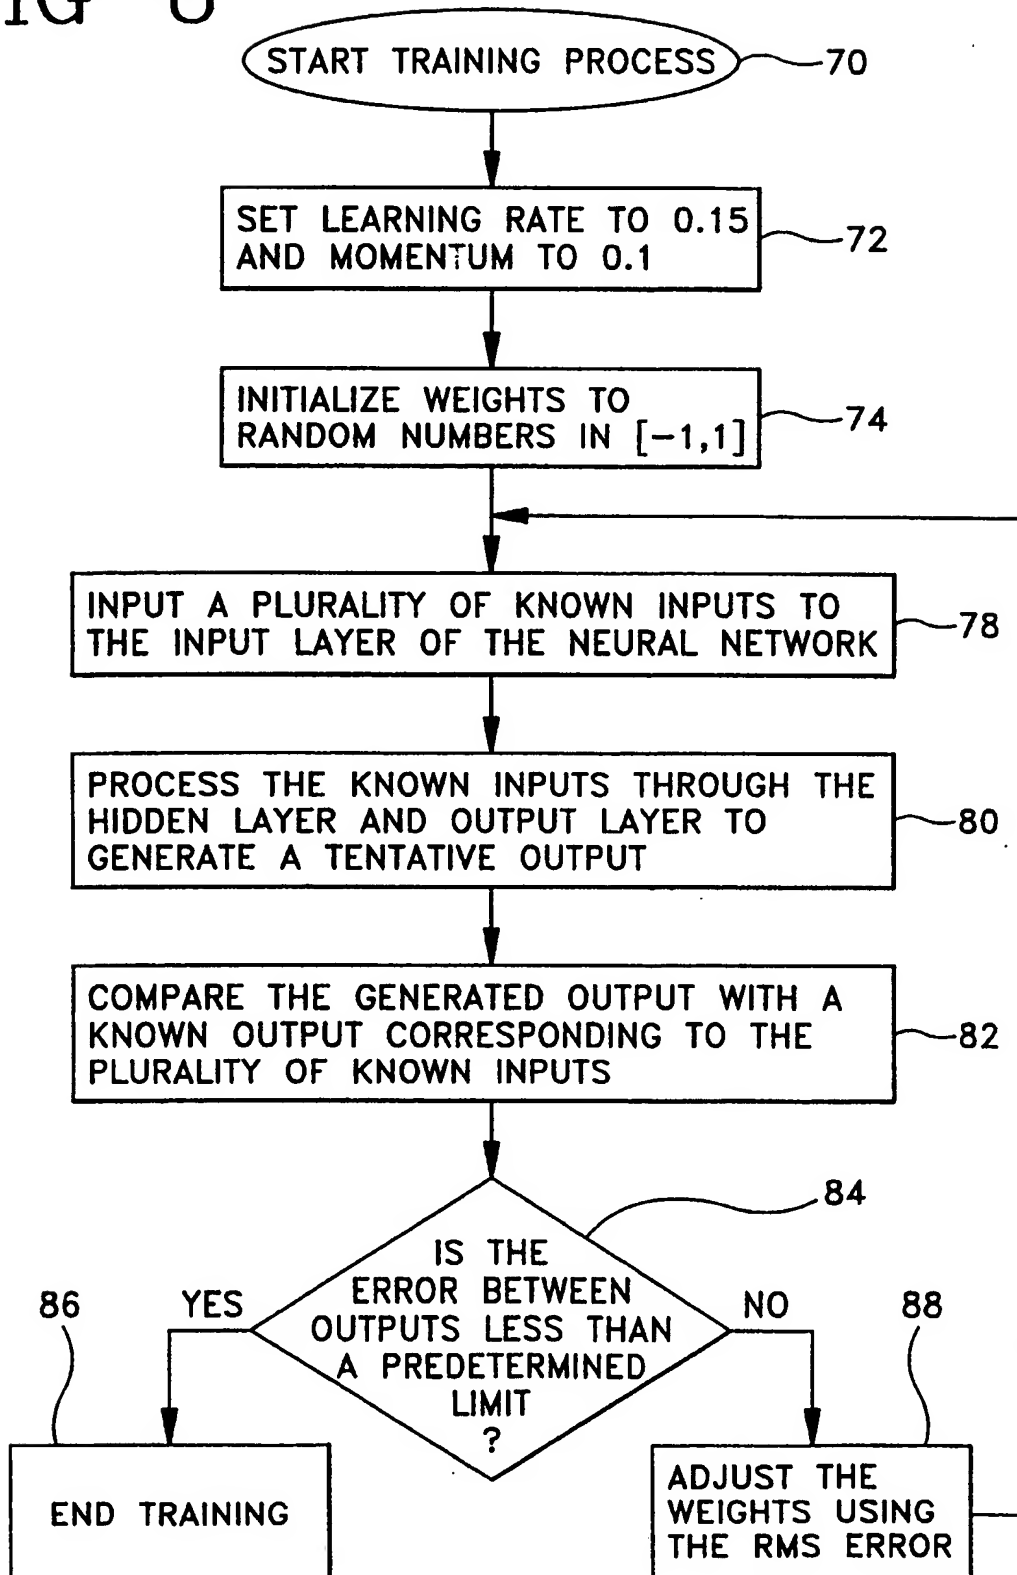 START TRAINING PROCESS
70
SET LEARNING RATE TO 0.15
AND MOMENTUM TO 0.1
72
INITIALIZE WEIGHTS TO
RANDOM NUMBERS IN [-1,1]
74
INPUT A PLURALITY OF KNOWN INPUTS TO
THE INPUT LAYER OF THE NEURAL NETWORK
78
PROCESS THE KNOWN INPUTS THROUGH THE
HIDDEN LAYER AND OUTPUT LAYER TO
GENERATE A TENTATIVE OUTPUT
80
COMPARE THE GENERATED OUTPUT WITH A
KNOWN OUTPUT CORRESPONDING TO THE
PLURALITY OF KNOWN INPUTS
82
84
IS THE
ERROR BETWEEN
OUTPUTS LESS THAN
A PREDETERMINED
LIMIT
?
YES
NO
86
88
END TRAINING
ADJUST THE
WEIGHTS USING
THE RMS ERROR